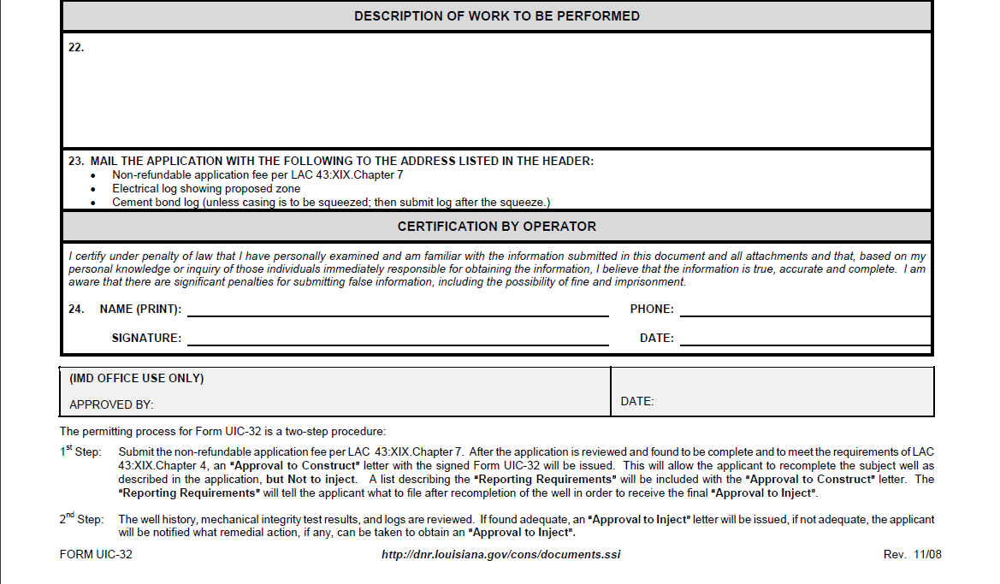 DESCRIPTION OF WORK TO BE PERFORMED
22.
23. MAIL THE APPLICATION WITH THE FOLLOWING TO THE ADDRESS LISTED IN THE HEADER:
• Non-refundable application fee per LAC 43:XIX.Chapter 7
• Electrical log showing proposed zone
• Cement bond log (unless casing is to be squeezed; then submit log after the squeeze.)
CERTIFICATION BY OPERATOR
I certify under penalty of law that I have personally examined and am familiar with the information submitted in this document and all attachments and that, based on my
personal knowledge or inquiry of those individuals immediately responsible for obtaining the information, I believe that the information is true, accurate and complete. I am
aware that there are significant penalties for submitting false information, including the possibility of fine and imprisonment.
24. NAME (PRINT): PHONE:
SIGNATURE: DATE:
(IMD OFFICE USE ONLY)
APPROVED BY: DATE:
The permitting process for Form UIC-32 is a two-step procedure:
1st Step: Submit the non-refundable application fee per LAC 43:XIX.Chapter 7. After the application is reviewed and found to be complete and to meet the requirements of LAC
43:XIX.Chapter 4, an "Approval to Construct" letter with the signed Form UIC-32 will be issued. This will allow the applicant to recomplete the subject well as
described in the application, but Not to inject. A list describing the "Reporting Requirements" will be included with the "Approval to Construct" letter. The
"Reporting Requirements" will tell the applicant what to file after recompletion of the well in order to receive the final "Approval to Inject".
2nd Step: The well history, mechanical integrity test results, and logs are reviewed. If found adequate, an "Approval to Inject" letter will be issued, if not adequate, the applicant
will be notified what remedial action, if any, can be taken to obtain an "Approval to Inject".
FORM UIC-32 http://dnr.louisiana.gov/cons/documents.ssi Rev. 11/08